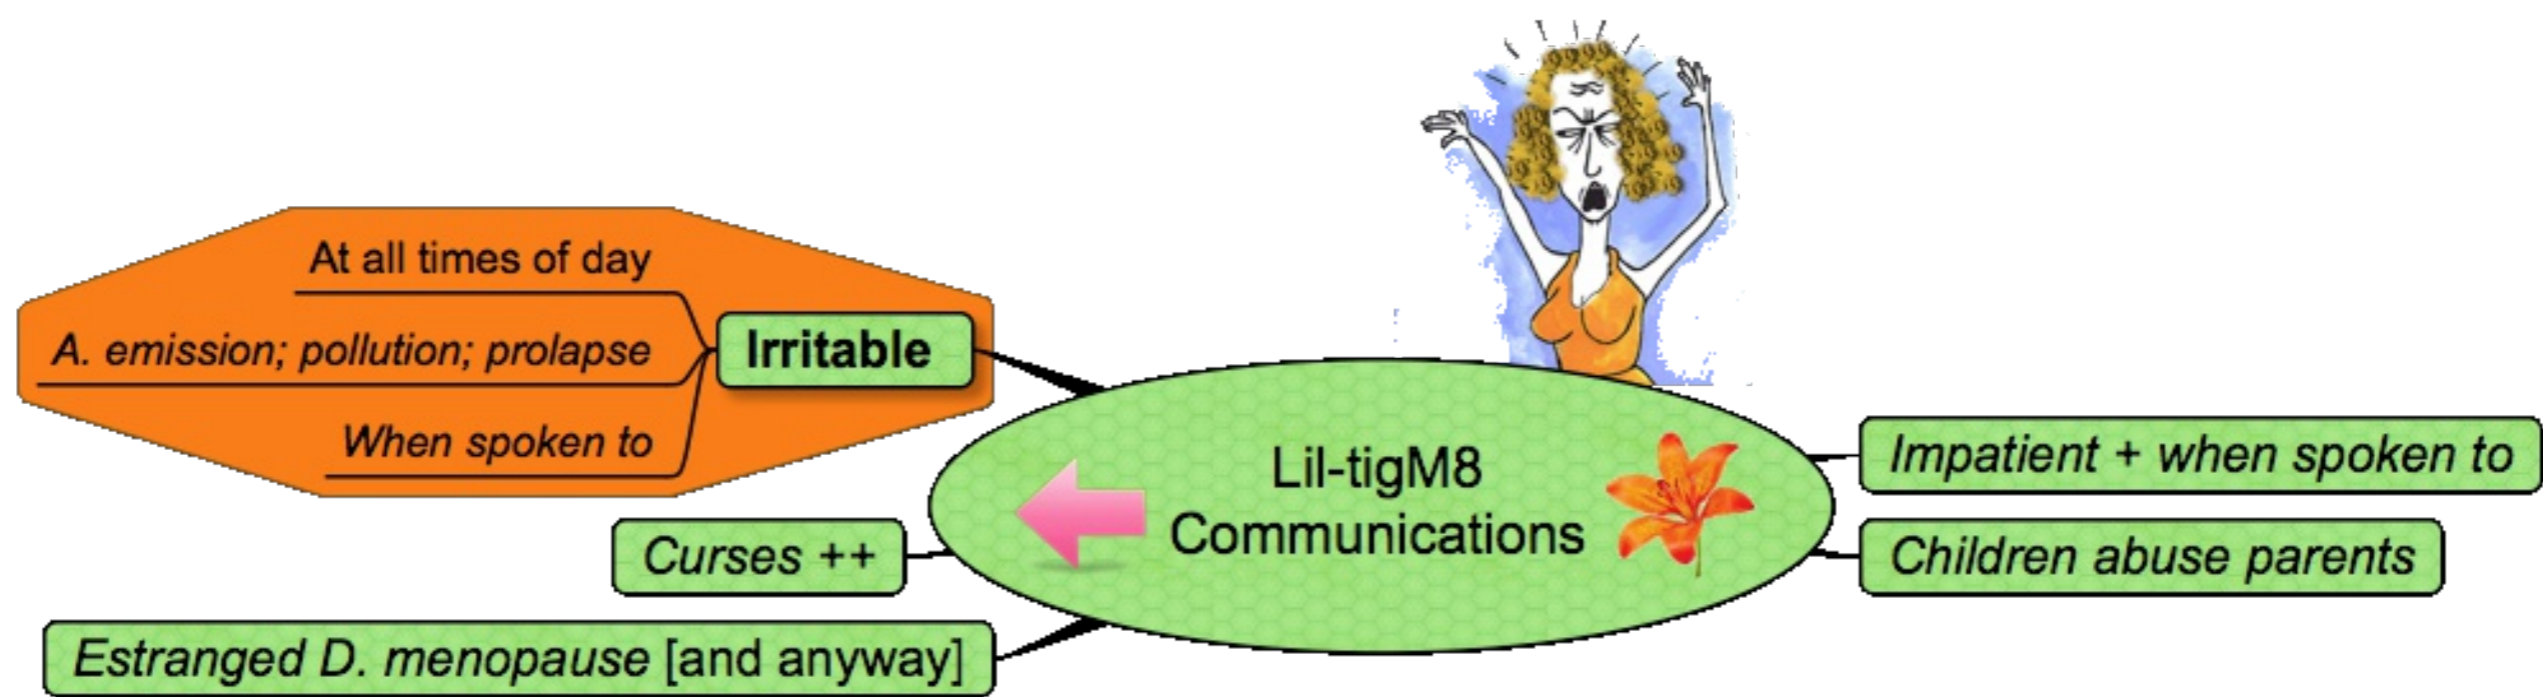 At all times of day
A. emission; pollution; prolapse
When spoken to
Irritable
Curses ++
Estranged D. menopause [and anyway]
Lil-tigM8
Communications
Impatient + when spoken to
Children abuse parents